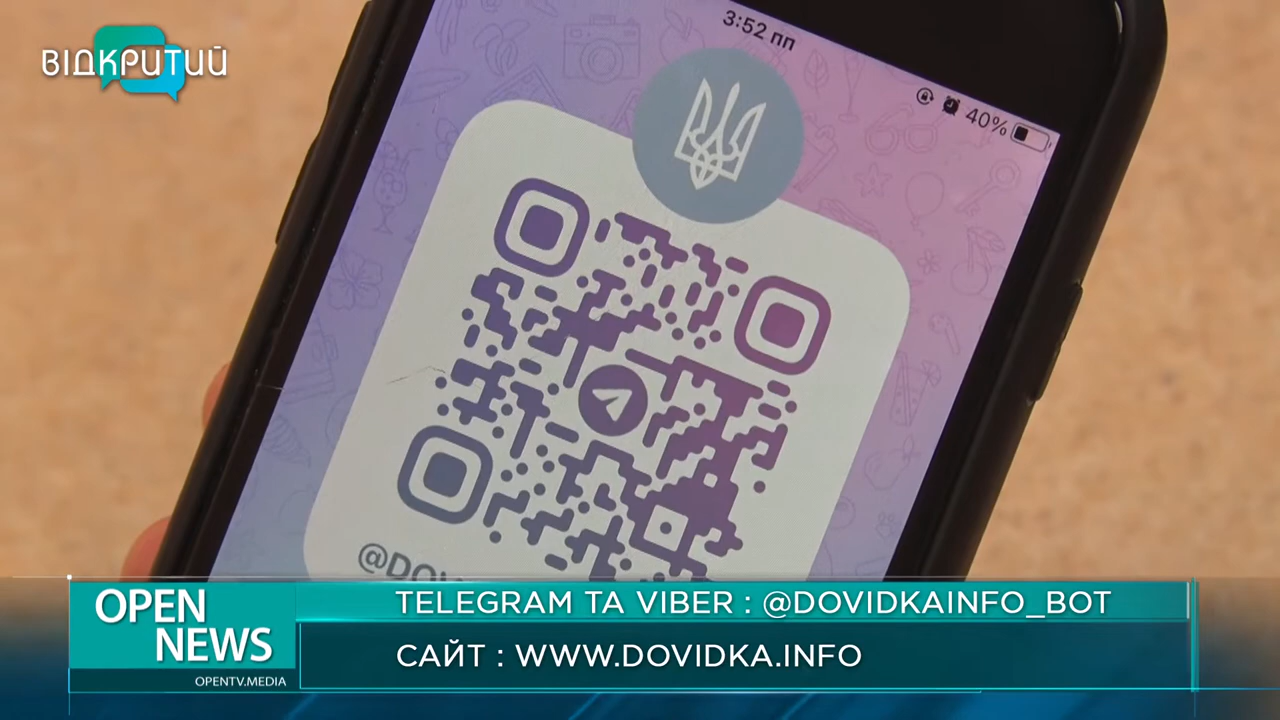 ВІДКРИТИЙ
3:52 пп
40%
@DOV
OPEN
NEWS
OPENTV.MEDIA
TELEGRAM ТА VIBER : @DOVIDKAINFO_BOT
САЙТ : WWW.DOVIDKA.INFO